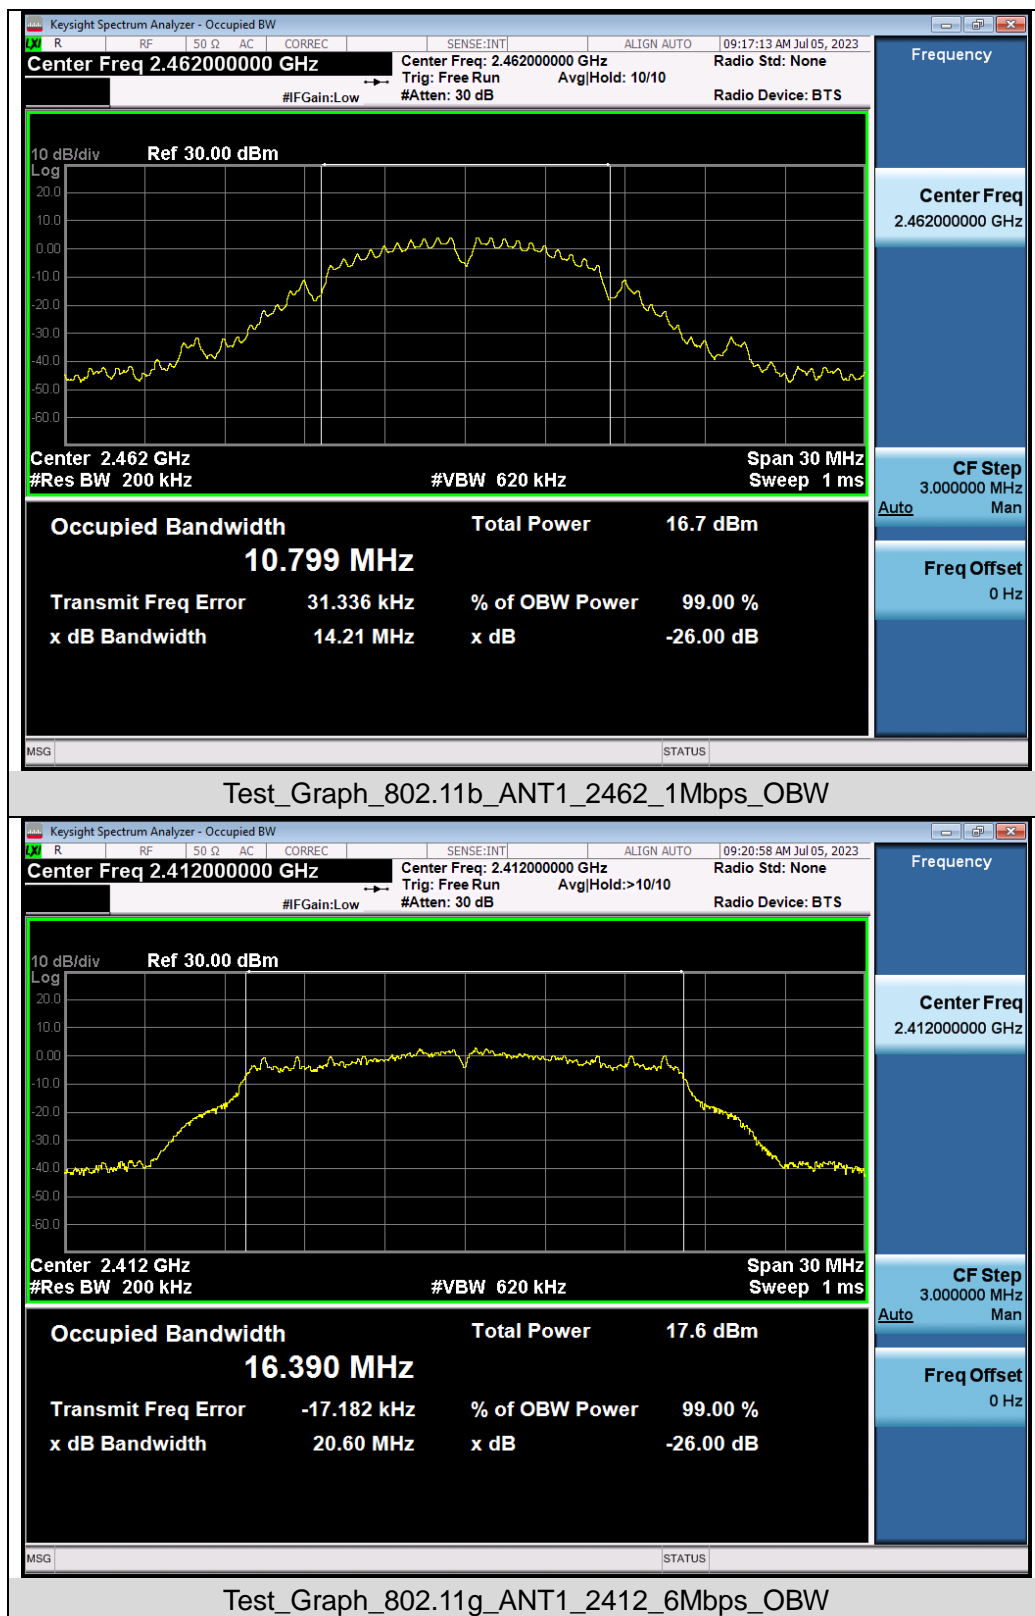 Keysight Spectrum Analyzer - Occupied BW
LXI R RF 50 Ω AC CORREC SENSE:INT ALIGN AUTO 09:17:13 AM Jul 05, 2023
Center Freq 2.462000000 GHz
Center Freq: 2.462000000 GHz Radio Std: None
Trig: Free Run Avg|Hold: 10/10
#IFGain:Low #Atten: 30 dB Radio Device: BTS
Frequency
10 dB/div Ref 30.00 dBm
Log
20.0
10.0
0.00
-10.0
-20.0
-30.0
-40.0
-50.0
-60.0
Center 2.462 GHz Span 30 MHz
#Res BW 200 kHz #VBW 620 kHz Sweep 1 ms
Center Freq
2.462000000 GHz
CF Step
3.000000 MHz
Auto Man
Freq Offset
0 Hz
Occupied Bandwidth Total Power 16.7 dBm
10.799 MHz
Transmit Freq Error 31.336 kHz % of OBW Power 99.00 %
x dB Bandwidth 14.21 MHz x dB -26.00 dB
MSG STATUS
Test_Graph_802.11b_ANT1_2462_1Mbps_OBW
Keysight Spectrum Analyzer - Occupied BW
LXI R RF 50 Ω AC CORREC SENSE:INT ALIGN AUTO 09:20:58 AM Jul 05, 2023
Center Freq 2.412000000 GHz
Center Freq: 2.412000000 GHz Radio Std: None
Trig: Free Run Avg|Hold:>10/10
#IFGain:Low #Atten: 30 dB Radio Device: BTS
Frequency
10 dB/div Ref 30.00 dBm
Log
20.0
10.0
0.00
-10.0
-20.0
-30.0
-40.0
-50.0
-60.0
Center 2.412 GHz Span 30 MHz
#Res BW 200 kHz #VBW 620 kHz Sweep 1 ms
Center Freq
2.412000000 GHz
CF Step
3.000000 MHz
Auto Man
Freq Offset
0 Hz
Occupied Bandwidth Total Power 17.6 dBm
16.390 MHz
Transmit Freq Error -17.182 kHz % of OBW Power 99.00 %
x dB Bandwidth 20.60 MHz x dB -26.00 dB
MSG STATUS
Test_Graph_802.11g_ANT1_2412_6Mbps_OBW